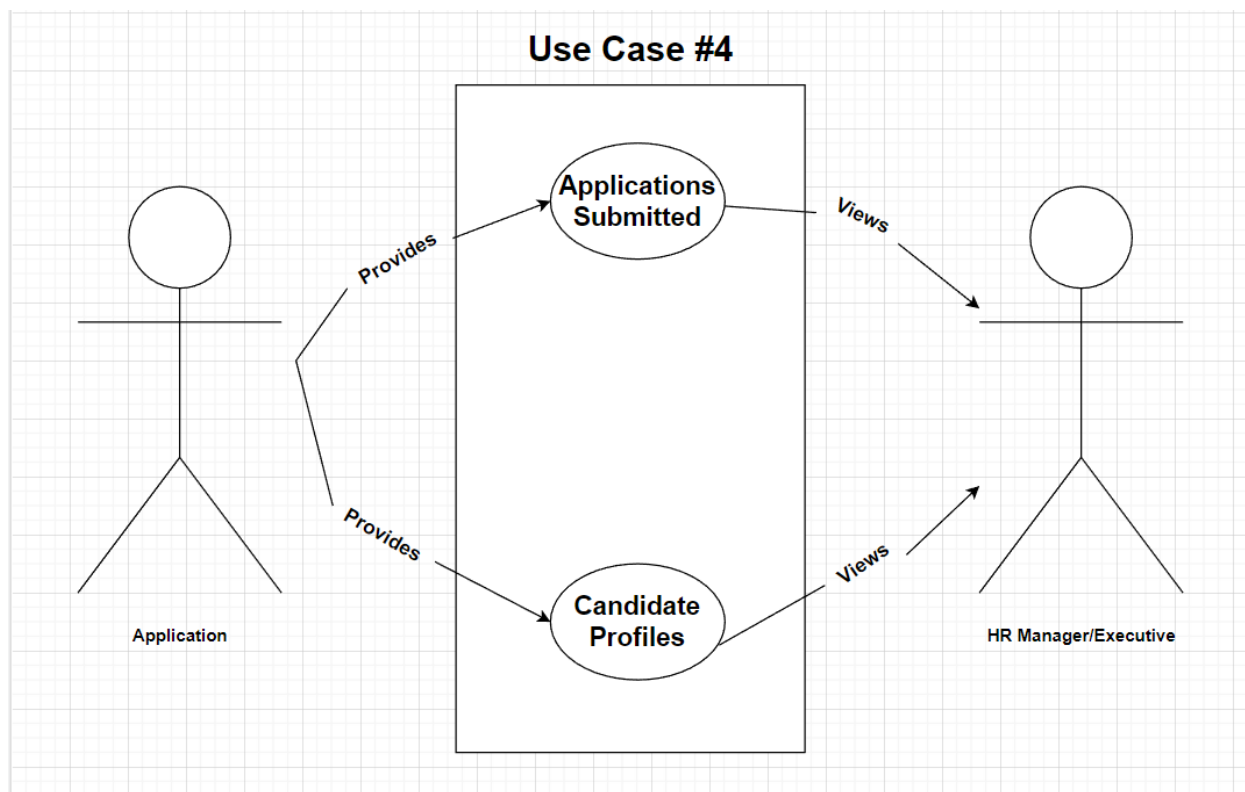 Use Case #4
Applications
Submitted
Provides
Views
Provides
Views
Candidate
Profiles
Application
HR Manager/Executive